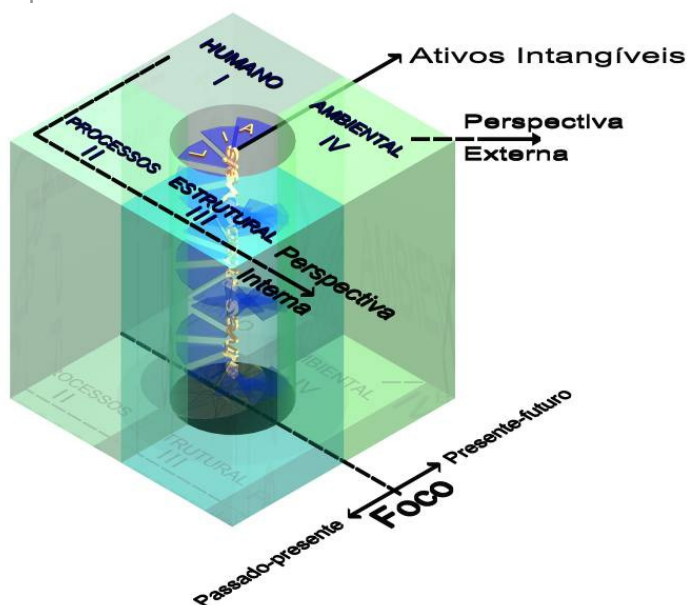 HUMANO
I
Ativos Intangíveis
AMBIENTAL
IV
Perspectiva
Externa
PROCESSOS
II
A
I
L
ESTRUTURAL
III
Perspectiva
Interna
PROCESSOS
II
AMBIENTAL
IV
TRUTURAL
III
Presente-futuro
Foco
Passado-presente